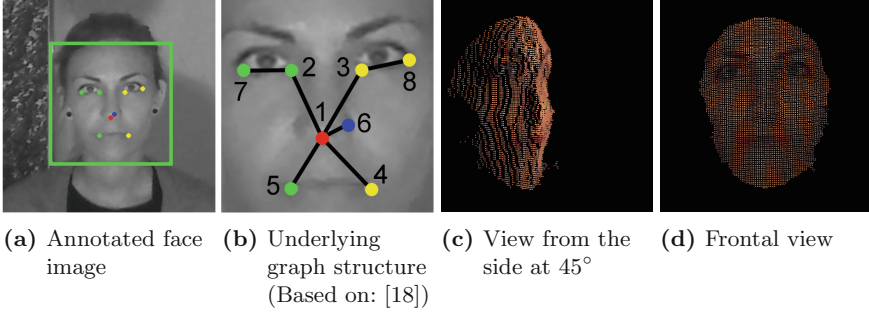 7
2
3
8
1
6
5
4
(a) Annotated face image
(b) Underlying graph structure (Based on: [18])
(c) View from the side at 45°
(d) Frontal view